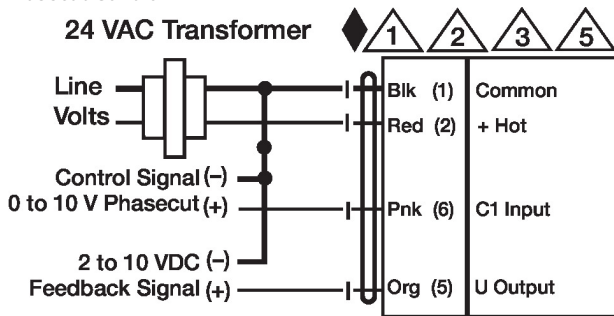 24 VAC Transformer
1 2 3 5
Line
Volts
Blk (1) Common
Red (2) + Hot
Control Signal (-)
0 to 10 V Phasecut (+)
Pnk (6) C1 Input
2 to 10 VDC (-)
Feedback Signal (+)
Org (5) U Output